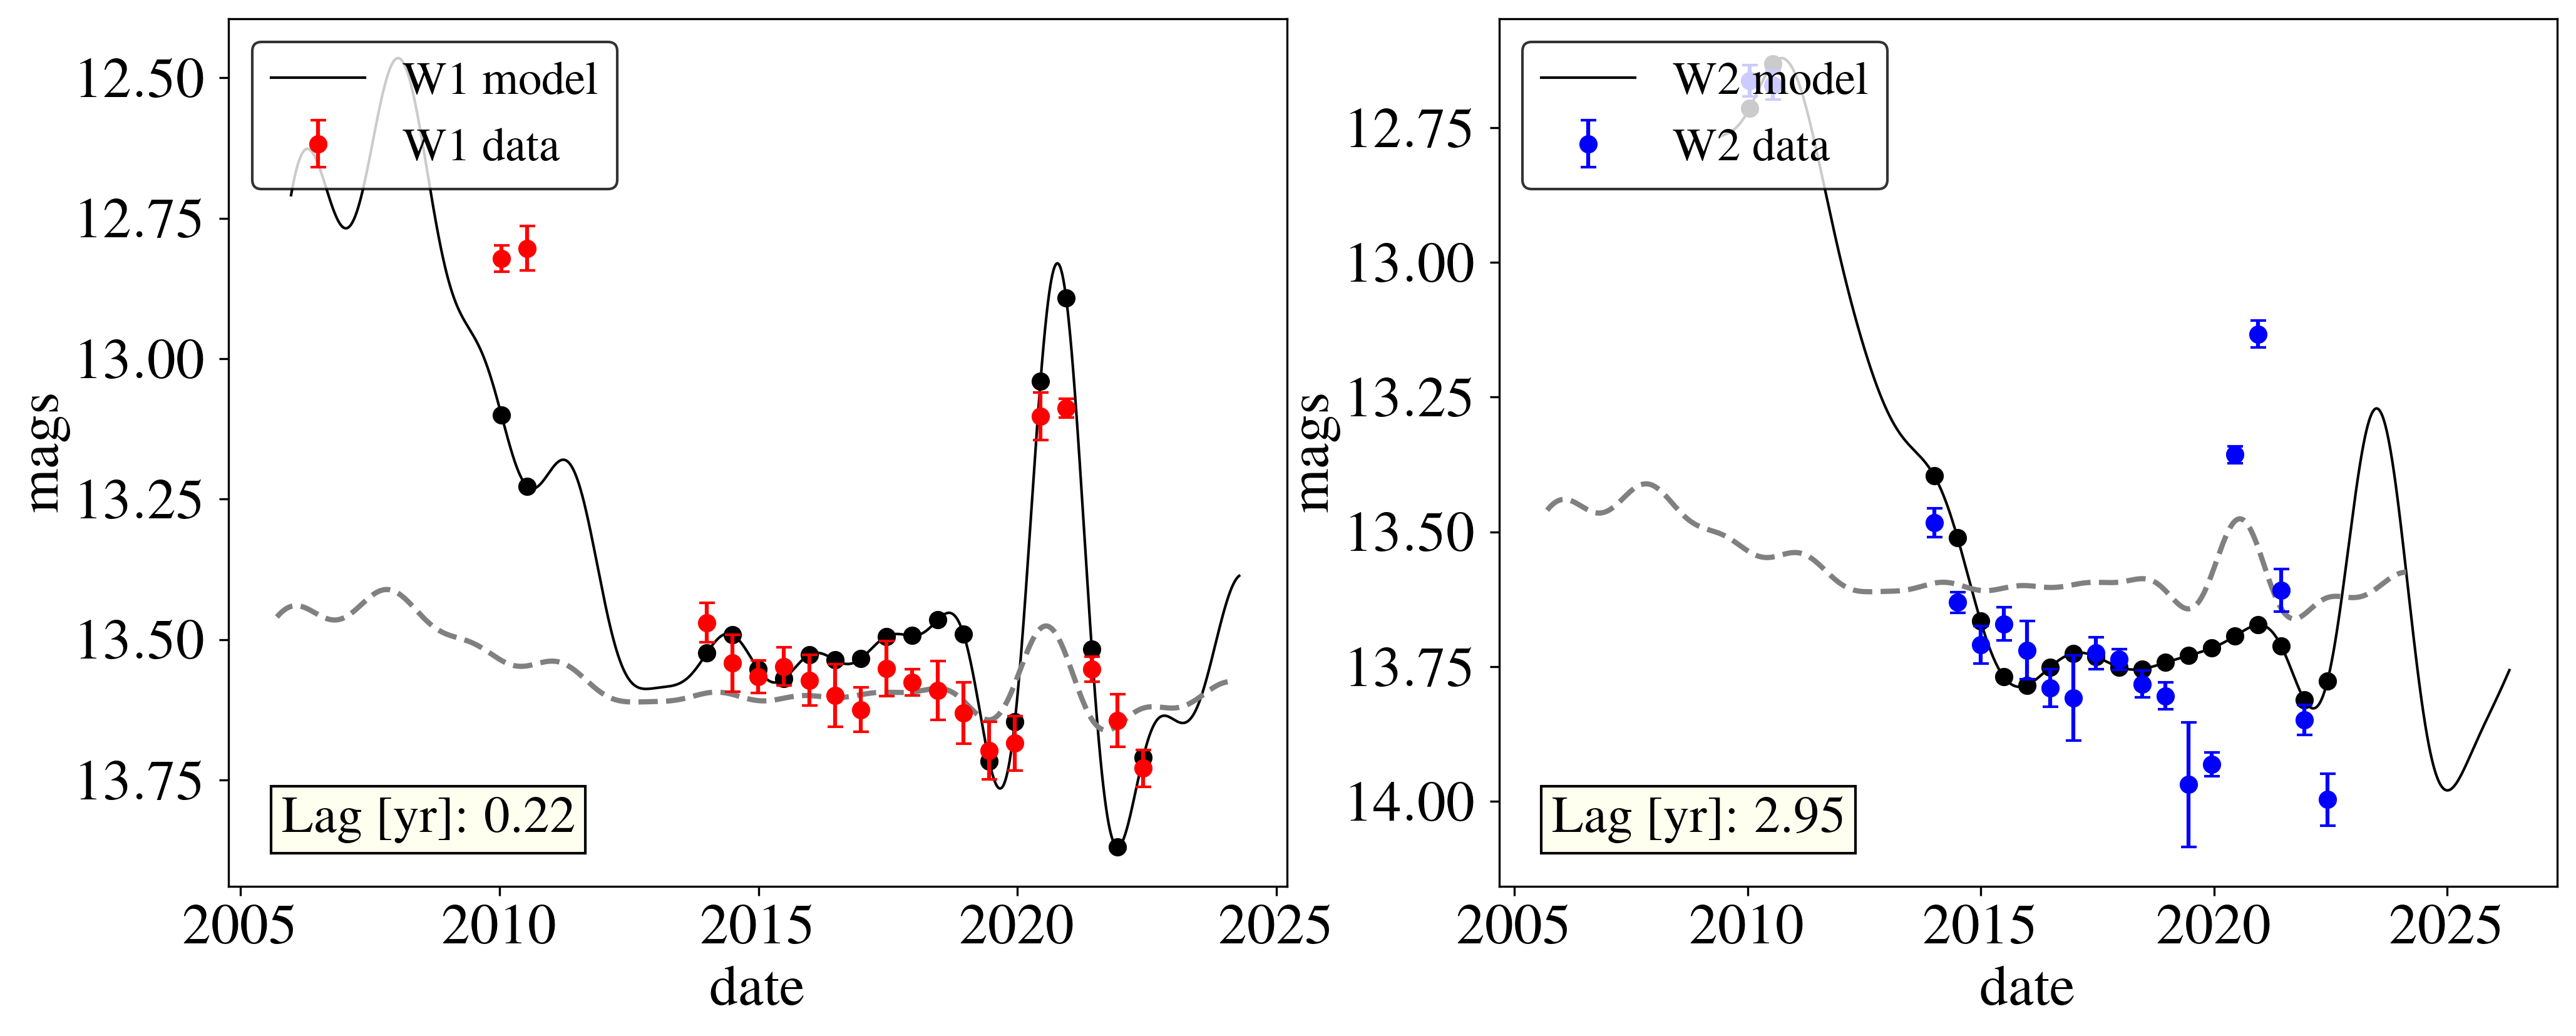 W1 model
W1 data
12.50
12.75
13.00
13.25
13.50
13.75
mags
Lag [yr]: 0.22
2005
2010
2015
2020
2025
date
W2 model
W2 data
12.75
13.00
13.25
13.50
13.75
14.00
mags
Lag [yr]: 2.95
2005
2010
2015
2020
2025
date